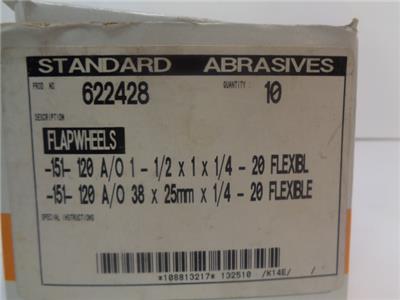 STANDARD ABRASIVES
PROD. NO. 622428 QUANTITY: 10
DESCRIPTION
FLAPWHEELS
-151- 120 A/O 1 - 1/2 x 1 x 1/4 - 20 FLEXIBL
-151- 120 A/O 38 x 25mm x 1/4 - 20 FLEXIBLE
SPECIAL INSTRUCTIONS
*108813217* 132510 /K14E/ /